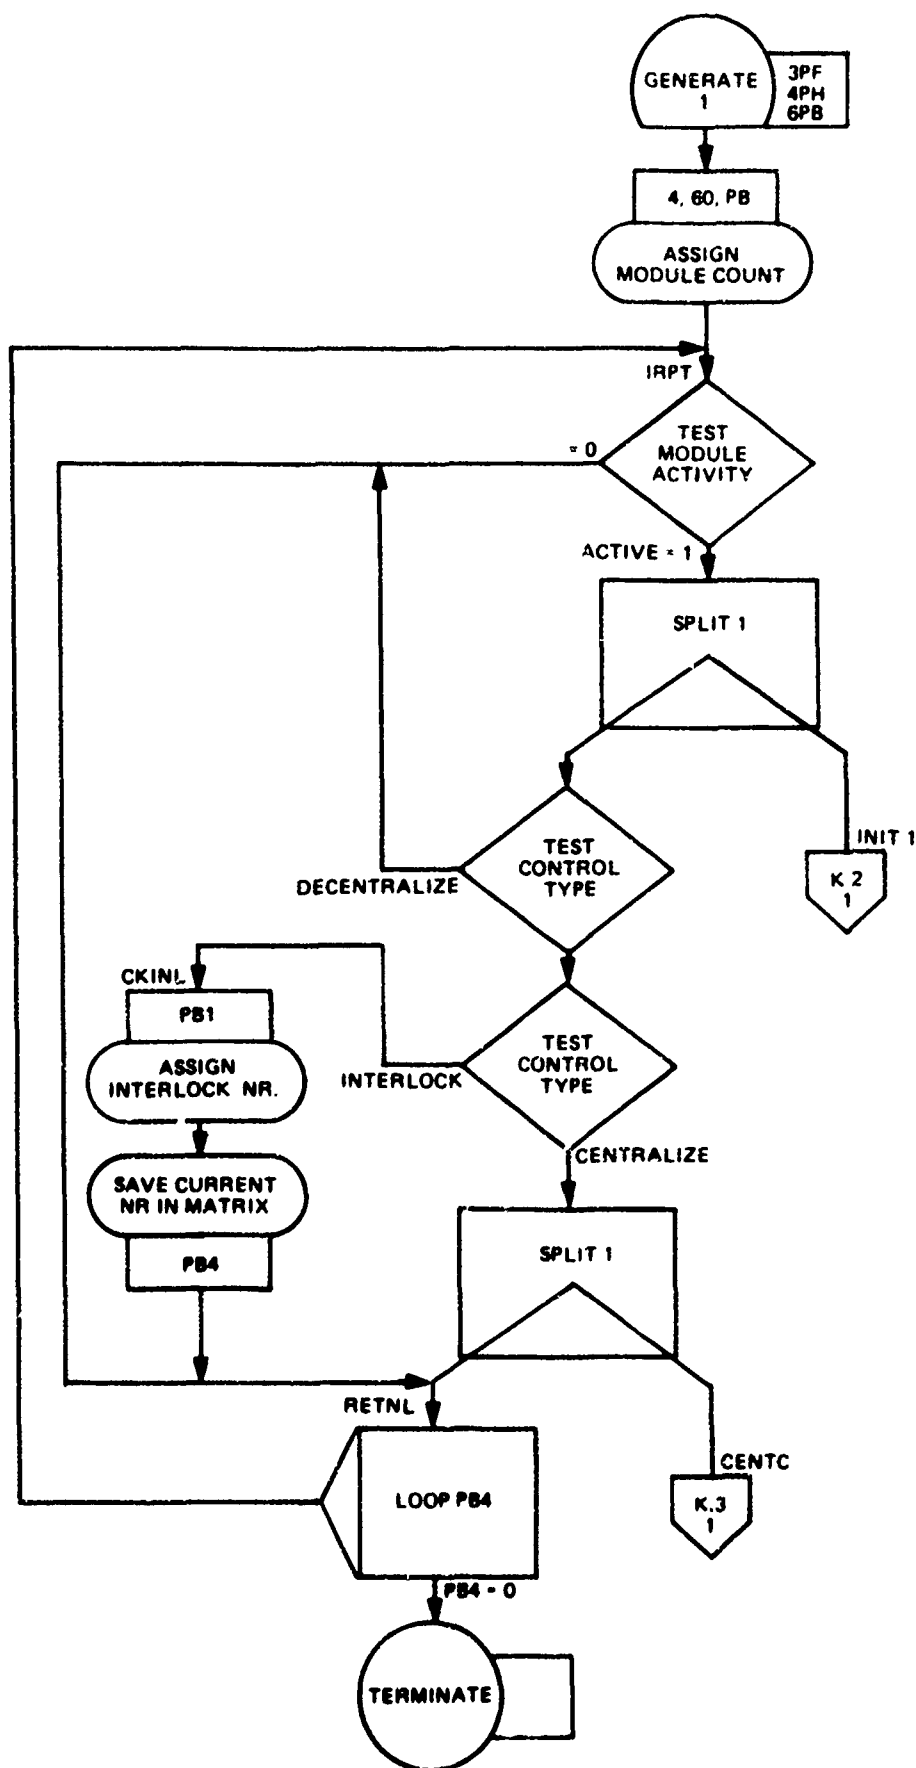 GENERATE
1
3PF
4PH
6PB
4, 60, PB
ASSIGN
MODULE COUNT
IRPT
TEST
MODULE
ACTIVITY
= 0
ACTIVE = 1
SPLIT 1
INIT 1
K.2
1
TEST
CONTROL
TYPE
DECENTRALIZE
TEST
CONTROL
TYPE
INTERLOCK
CKINL
PB1
ASSIGN
INTERLOCK NR.
SAVE CURRENT
NR IN MATRIX
PB4
CENTRALIZE
SPLIT 1
CENTC
K.3
1
RETNL
LOOP PB4
PB4 = 0
TERMINATE